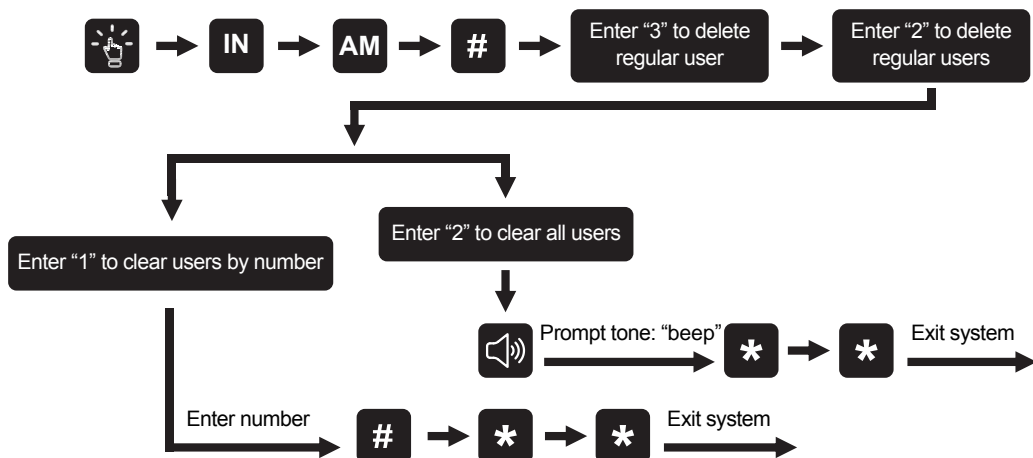 IN
AM
#
Enter “3” to delete
regular user
Enter “2” to delete
regular users
Enter “1” to clear users by number
Enter “2” to clear all users
Prompt tone: “beep”
*
*
Exit system
Enter number
#
*
*
Exit system